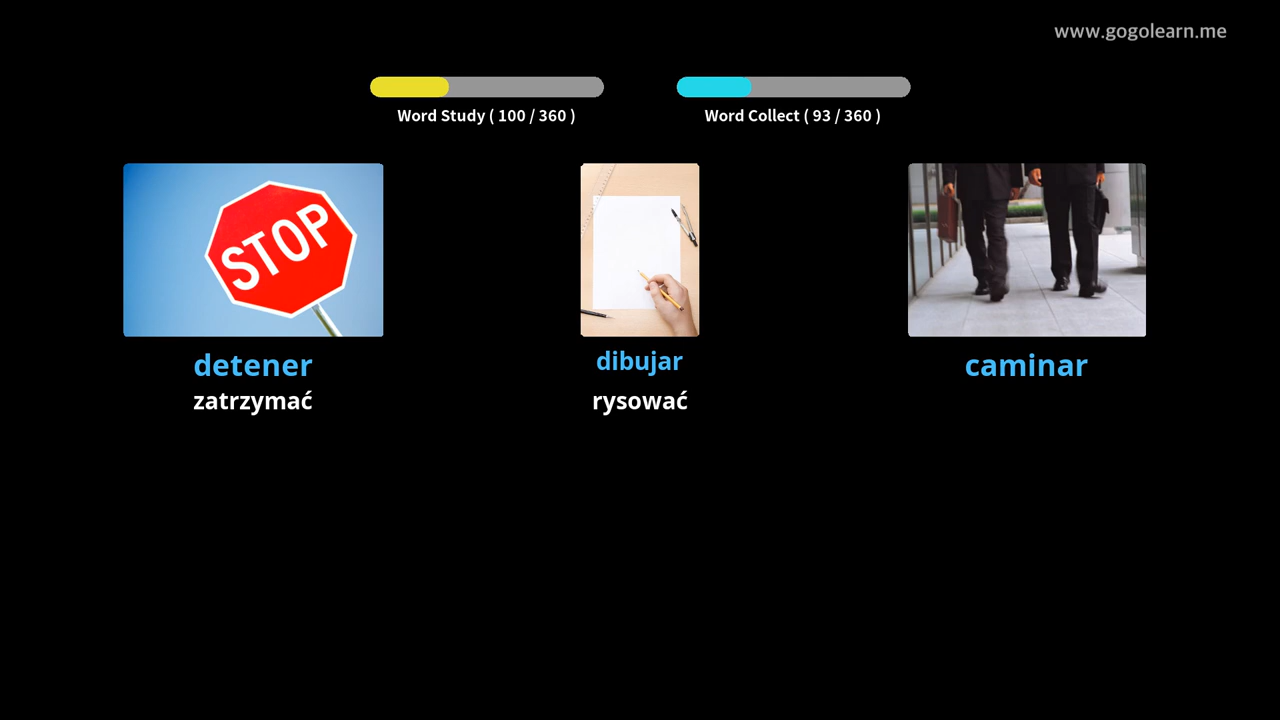 www.gogolearn.me
Word Study ( 100 / 360 )
Word Collect ( 93 / 360 )
STOP
detener
zatrzymać
dibujar
rysować
caminar